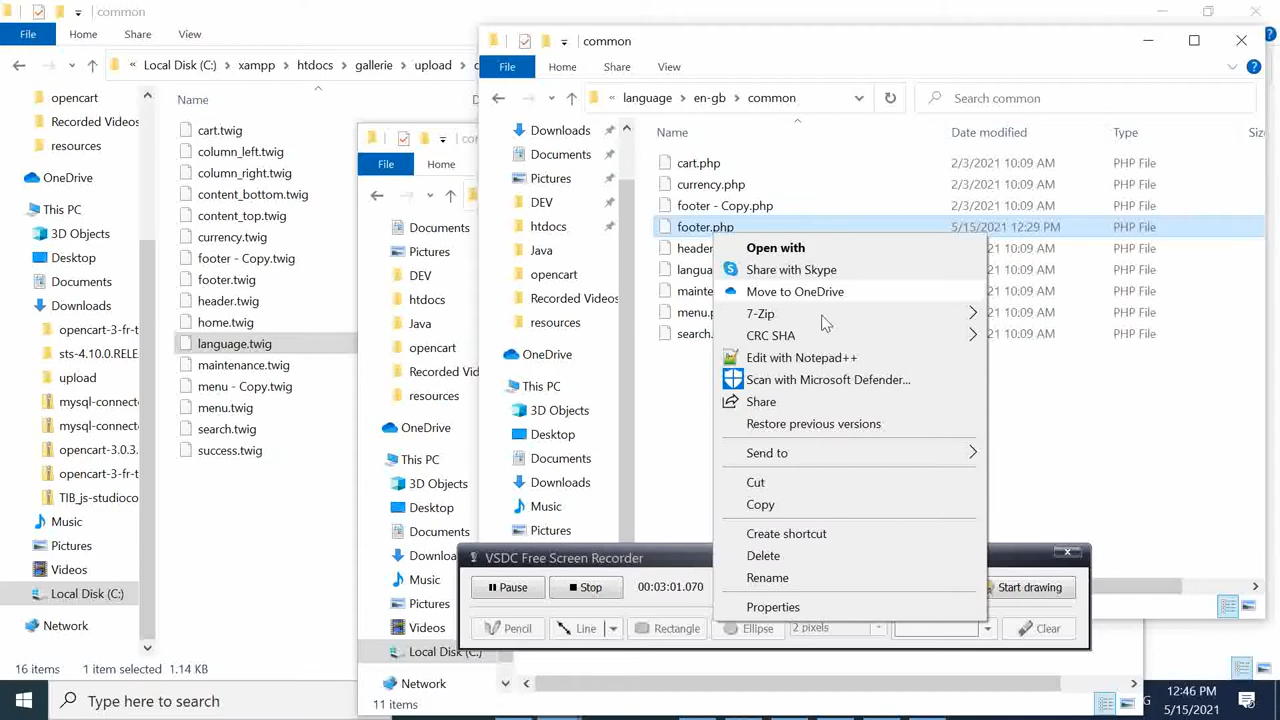 common
File
Home
Share
View
Local Disk (C:)
xampp
htdocs
gallerie
upload
opencart
Recorded Videos
resources
OneDrive
This PC
3D Objects
Desktop
Documents
Downloads
opencart-3-fr-t
sts-4.10.0.RELE
upload
mysql-connect
mysql-connect
opencart-3.0.3.
opencart-3-fr-t
TIB_js-studioco
Music
Pictures
Videos
Local Disk (C:)
Network
Name
cart.twig
column_left.twig
column_right.twig
content_bottom.twig
content_top.twig
currency.twig
footer - Copy.twig
footer.twig
header.twig
home.twig
language.twig
maintenance.twig
menu - Copy.twig
menu.twig
search.twig
success.twig
16 items
1 item selected 1.14 KB
File
Home
Documents
Pictures
DEV
htdocs
Java
opencart
Recorded Vid
resources
OneDrive
This PC
3D Objects
Desktop
Documents
Downloa
Music
Pictures
Videos
Local Disk (C:)
Network
11 items
common
File
Home
Share
View
« language
en-gb
common
Search common
Downloads
Documents
Pictures
DEV
htdocs
Java
opencart
Recorded Videos
resources
OneDrive
This PC
3D Objects
Desktop
Documents
Downloads
Music
Pictures
Name
Date modified
Type
Siz
cart.php
2/3/2021 10:09 AM
PHP File
currency.php
2/3/2021 10:09 AM
PHP File
footer - Copy.php
2/3/2021 10:09 AM
PHP File
footer.php
5/15/2021 12:29 PM
PHP File
header
2021 10:09 AM
PHP File
langua
2021 10:09 AM
PHP File
mainte
2021 10:09 AM
PHP File
menu.p
2021 10:09 AM
PHP File
search.
2021 10:09 AM
PHP File
Open with
Share with Skype
Move to OneDrive
7-Zip
CRC SHA
Edit with Notepad++
Scan with Microsoft Defender...
Share
Restore previous versions
Send to
Cut
Copy
Create shortcut
Delete
Rename
Properties
VSDC Free Screen Recorder
Pause
Stop
00:03:01.070
Start drawing
Pencil
Line
Rectangle
Ellipse
2 pixels
Clear
Type here to search
12:46 PM
5/15/2021